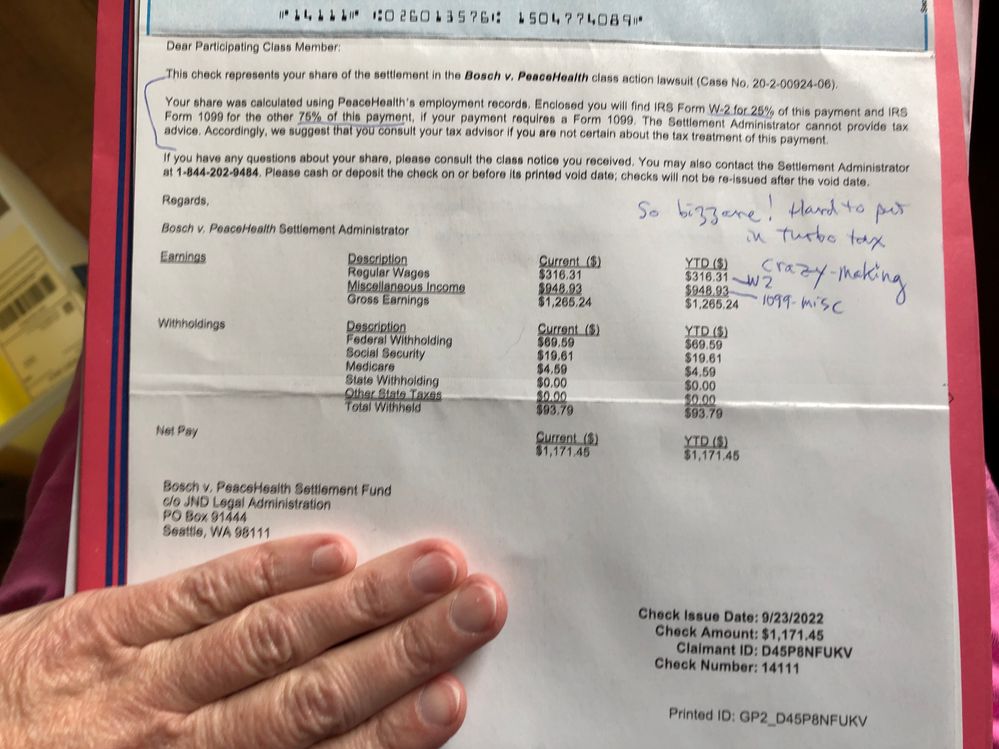 ⑈14111⑈ ⑆026013576⑆ 1504774089⑈
Dear Participating Class Member:
This check represents your share of the settlement in the Bosch v. PeaceHealth class action lawsuit (Case No. 20-2-00924-06).
Your share was calculated using PeaceHealth's employment records. Enclosed you will find IRS Form W-2 for 25% of this payment and IRS
Form 1099 for the other 75% of this payment, if your payment requires a Form 1099. The Settlement Administrator cannot provide tax
advice. Accordingly, we suggest that you consult your tax advisor if you are not certain about the tax treatment of this payment.
If you have any questions about your share, please consult the class notice you received. You may also contact the Settlement Administrator
at 1-844-202-9484. Please cash or deposit the check on or before its printed void date; checks will not be re-issued after the void date.
Regards,
So bizzare! Hard to put
in Turbo tax
crazy-making
Bosch v. PeaceHealth Settlement Administrator
Earnings Description Current ($) YTD ($)
Regular Wages $316.31 $316.31 W2
Miscellaneous Income $948.93 $948.93 1099-misc
Gross Earnings $1,265.24 $1,265.24
Withholdings Description Current ($) YTD ($)
Federal Withholding $69.59 $69.59
Social Security $19.61 $19.61
Medicare $4.59 $4.59
State Withholding $0.00 $0.00
Other State Taxes $0.00 $0.00
Total Withheld $93.79 $93.79
Net Pay Current ($) YTD ($)
$1,171.45 $1,171.45
Bosch v. PeaceHealth Settlement Fund
c/o JND Legal Administration
PO Box 91444
Seattle, WA 98111
Check Issue Date: 9/23/2022
Check Amount: $1,171.45
Claimant ID: D45P8NFUKV
Check Number: 14111
Printed ID: GP2_D45P8NFUKV